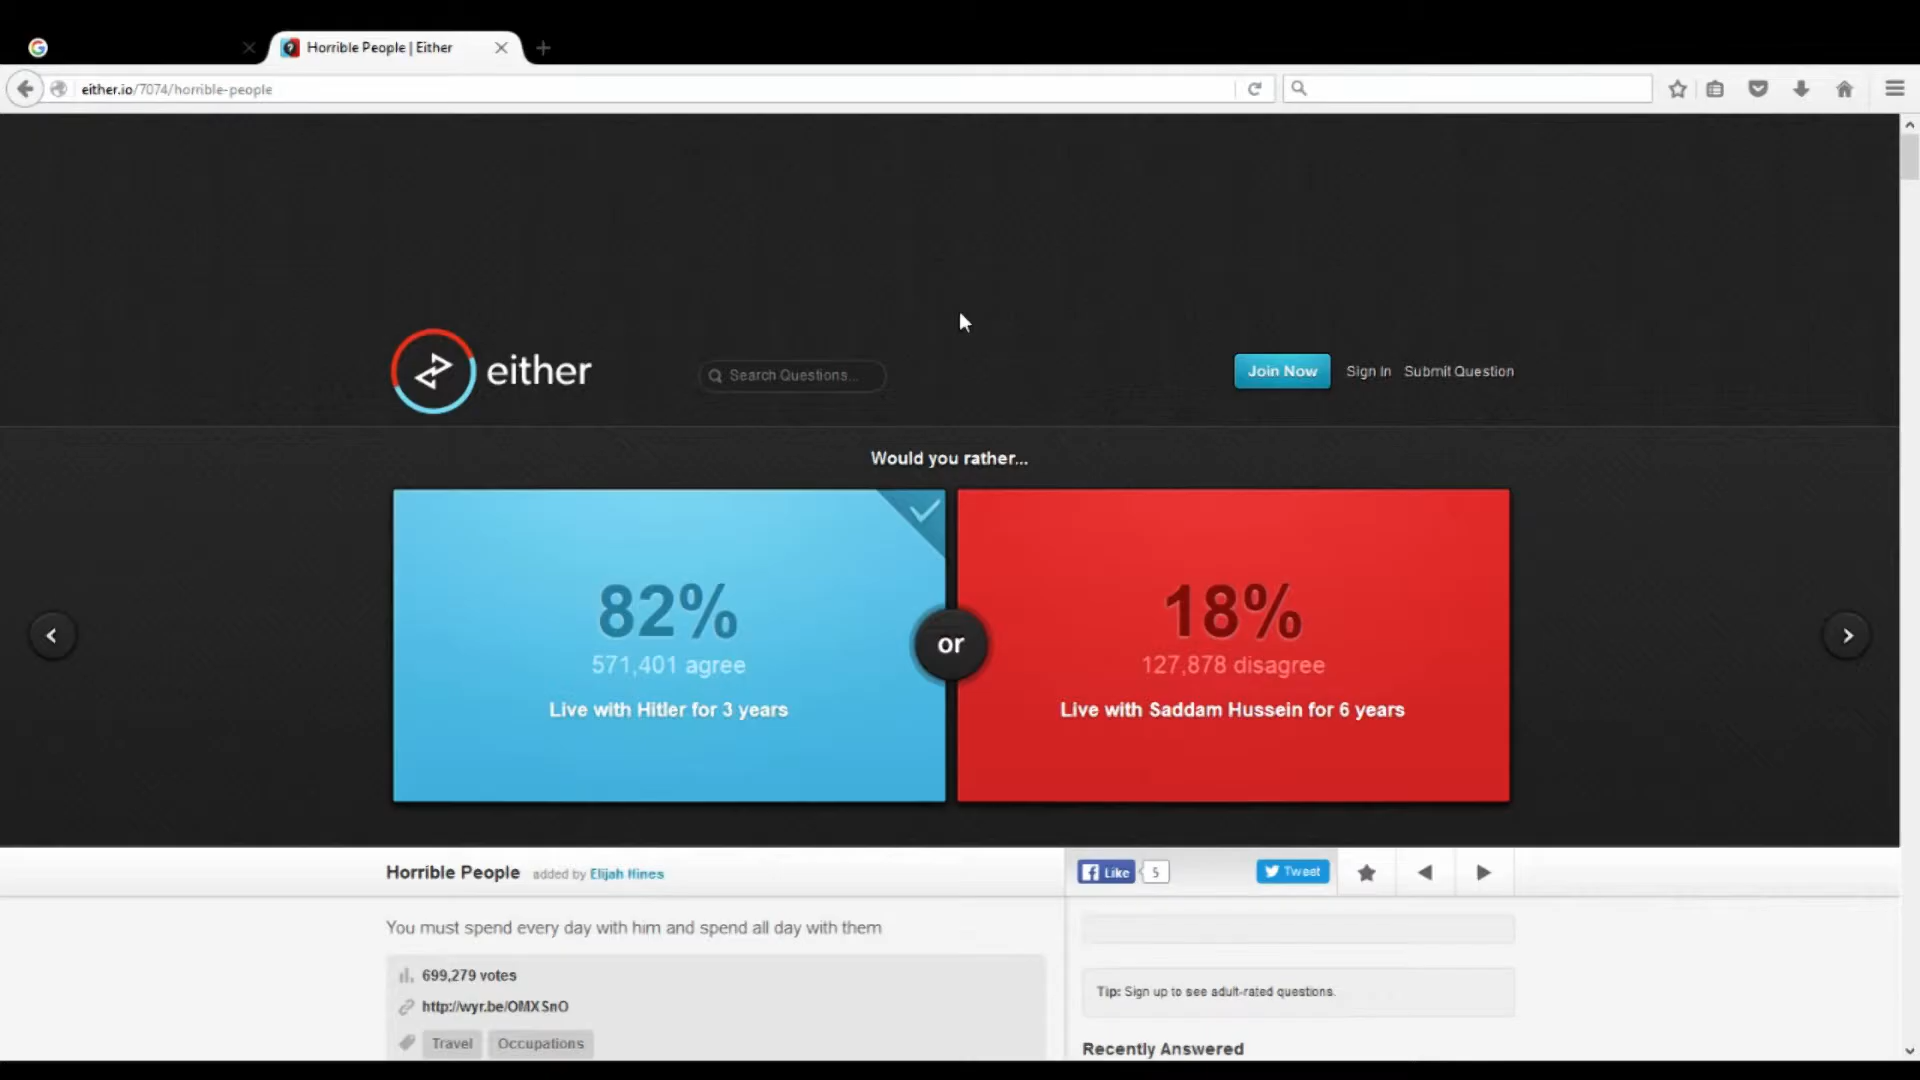 Horrible People | Either
either.io/7074/horrible-people
either
Search Questions...
Join Now
Sign In
Submit Question
Would you rather...
82%
571,401 agree
Live with Hitler for 3 years
or
18%
127,878 disagree
Live with Saddam Hussein for 6 years
Horrible People added by Elijah Hines
Like
5
Tweet
You must spend every day with him and spend all day with them
699,279 votes
http://wyr.be/OMXSnO
Travel
Occupations
Tip: Sign up to see adult-rated questions.
Recently Answered